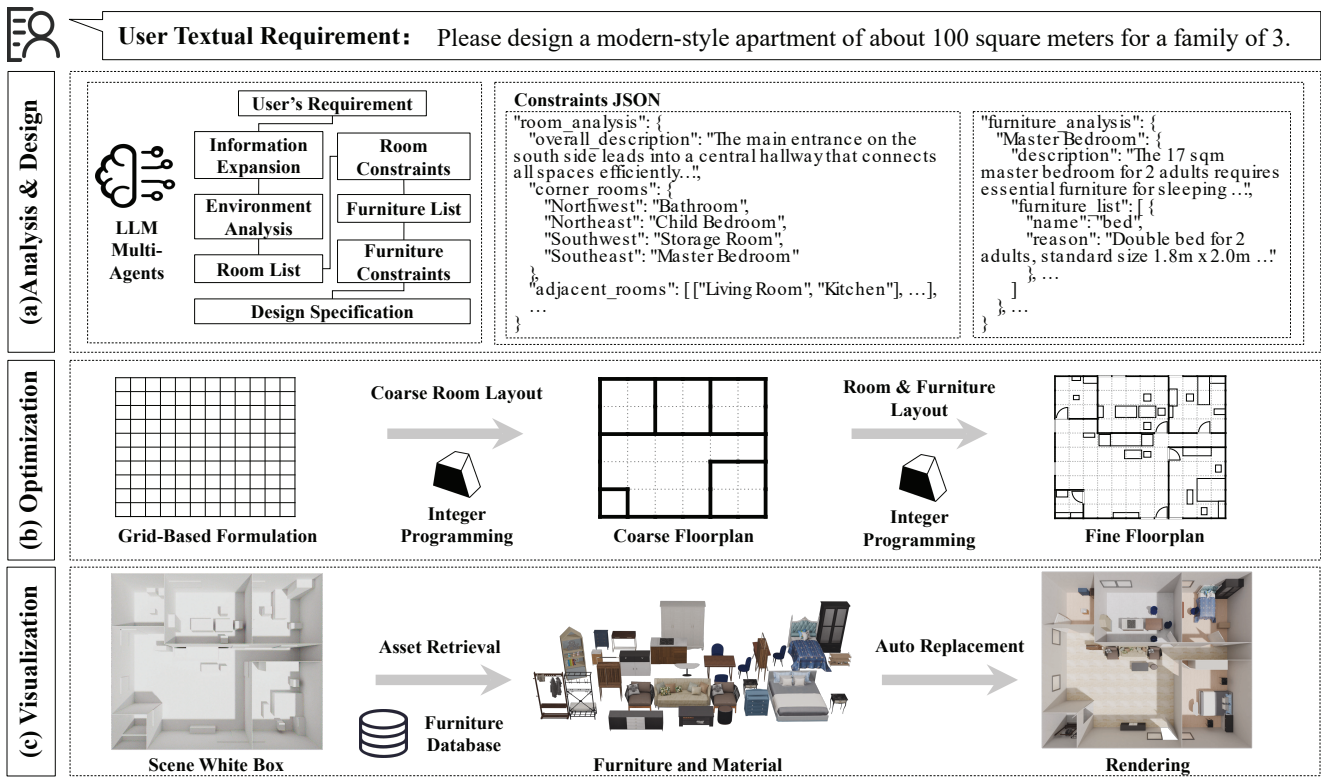 User Textual Requirement: Please design a modern-style apartment of about 100 square meters for a family of 3.
(a)Analysis & Design
LLM
Multi-
Agents
User's Requirement
Information
Expansion
Environment
Analysis
Room List
Room
Constraints
Furniture List
Furniture
Constraints
Design Specification
Constraints JSON
"room_analysis": {
"overall_description": "The main entrance on the
south side leads into a central hallway that connects
all spaces efficiently…",
"corner_rooms": {
"Northwest": "Bathroom",
"Northeast": "Child Bedroom",
"Southwest": "Storage Room",
"Southeast": "Master Bedroom"
},
"adjacent_rooms": [ ["Living Room", "Kitchen"], …],
…
}
"furniture_analysis": {
"Master Bedroom": {
"description": "The 17 sqm
master bedroom for 2 adults requires
essential furniture for sleeping …",
"furniture_list": [ {
"name": "bed",
"reason": "Double bed for 2
adults, standard size 1.8m x 2.0m …"
}, …
]
}, …
}
(b) Optimization
Grid-Based Formulation
Coarse Room Layout
Integer
Programming
Coarse Floorplan
Room & Furniture
Layout
Integer
Programming
Fine Floorplan
(c) Visualization
Scene White Box
Asset Retrieval
Furniture
Database
Furniture and Material
Auto Replacement
Rendering